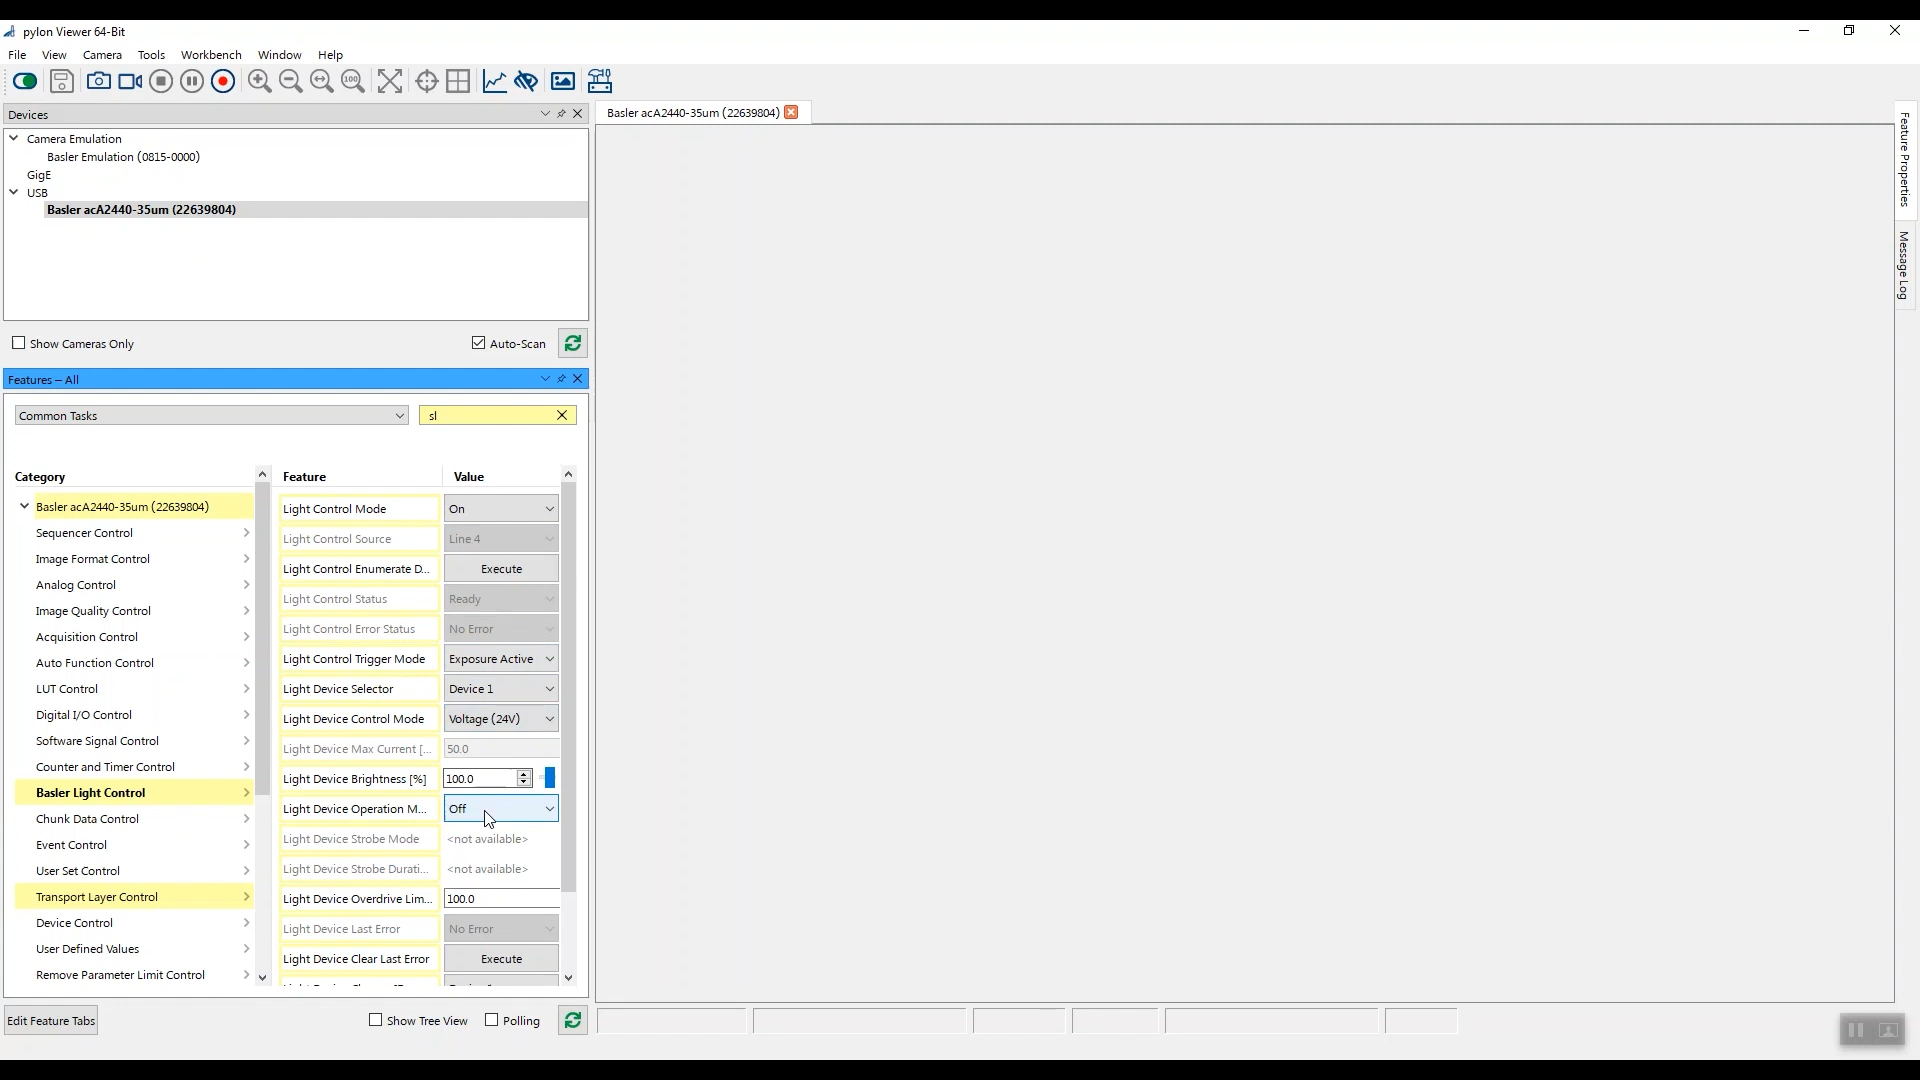 pylon Viewer 64-Bit
File View Camera Tools Workbench Window Help
100
Devices
Camera Emulation
Basler Emulation (0815-0000)
GigE
USB
Basler acA2440-35um (22639804)
Show Cameras Only
Auto-Scan
Features – All
Common Tasks
sl
Category
Basler acA2440-35um (22639804)
Sequencer Control
Image Format Control
Analog Control
Image Quality Control
Acquisition Control
Auto Function Control
LUT Control
Digital I/O Control
Software Signal Control
Counter and Timer Control
Basler Light Control
Chunk Data Control
Event Control
User Set Control
Transport Layer Control
Device Control
User Defined Values
Remove Parameter Limit Control
Feature Value
Light Control Mode On
Light Control Source Line 4
Light Control Enumerate D... Execute
Light Control Status Ready
Light Control Error Status No Error
Light Control Trigger Mode Exposure Active
Light Device Selector Device 1
Light Device Control Mode Voltage (24V)
Light Device Max Current [... 50.0
Light Device Brightness [%] 100.0
Light Device Operation M... Off
Light Device Strobe Mode <not available>
Light Device Strobe Durati... <not available>
Light Device Overdrive Lim... 100.0
Light Device Last Error No Error
Light Device Clear Last Error Execute
Edit Feature Tabs
Show Tree View
Polling
Basler acA2440-35um (22639804)
Feature Properties
Message Log